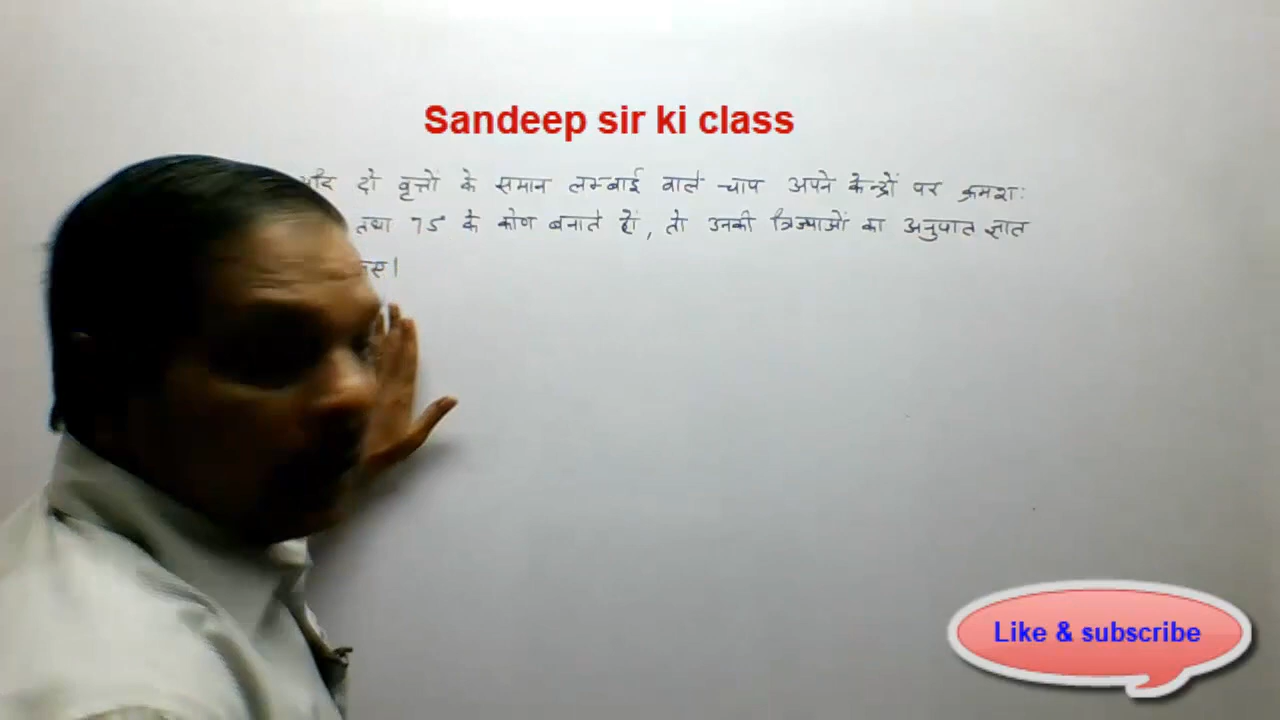 Sandeep sir ki class
दो वृत्तों के समान लम्बाई वाले चाप अपने केन्द्रों पर क्रमशः
तथा 75° के कोण बनाते हों, तो उनकी त्रिज्याओं का अनुपात ज्ञात
Like & subscribe